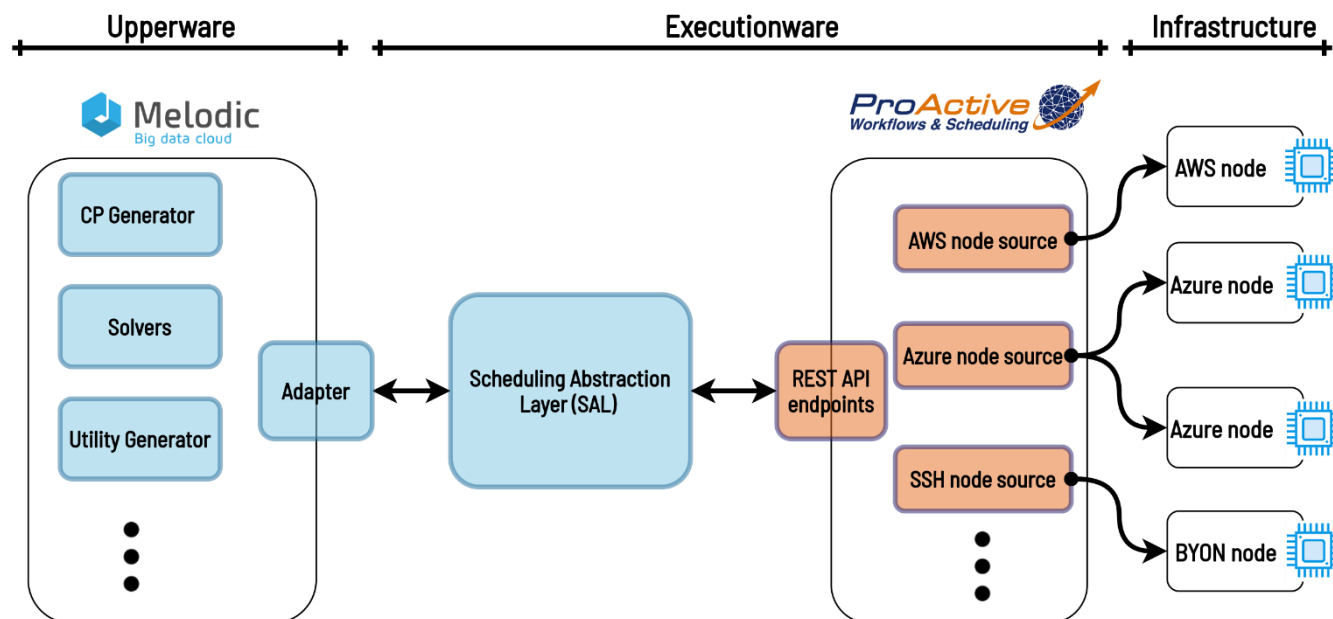 Upperware
Executionware
Infrastructure
Melodic
Big data cloud
CP Generator
Solvers
Utility Generator
Adapter
Scheduling Abstraction
Layer (SAL)
ProActive
Workflows & Scheduling
REST API
endpoints
AWS node source
Azure node source
SSH node source
AWS node
Azure node
Azure node
BYON node